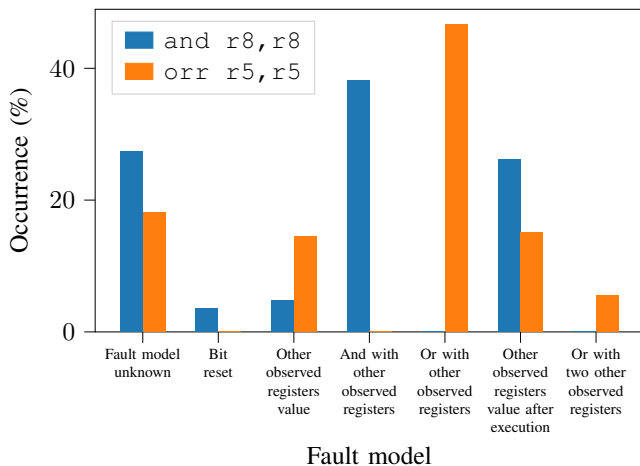 and r8,r8
orr r5,r5
Occurrence (%)
40
20
0
Fault model
unknown
Bit
reset
Other
observed
registers
value
And with
other
observed
registers
Or with
other
observed
registers
Other
observed
registers
value after
execution
Or with
two other
observed
registers
Fault model